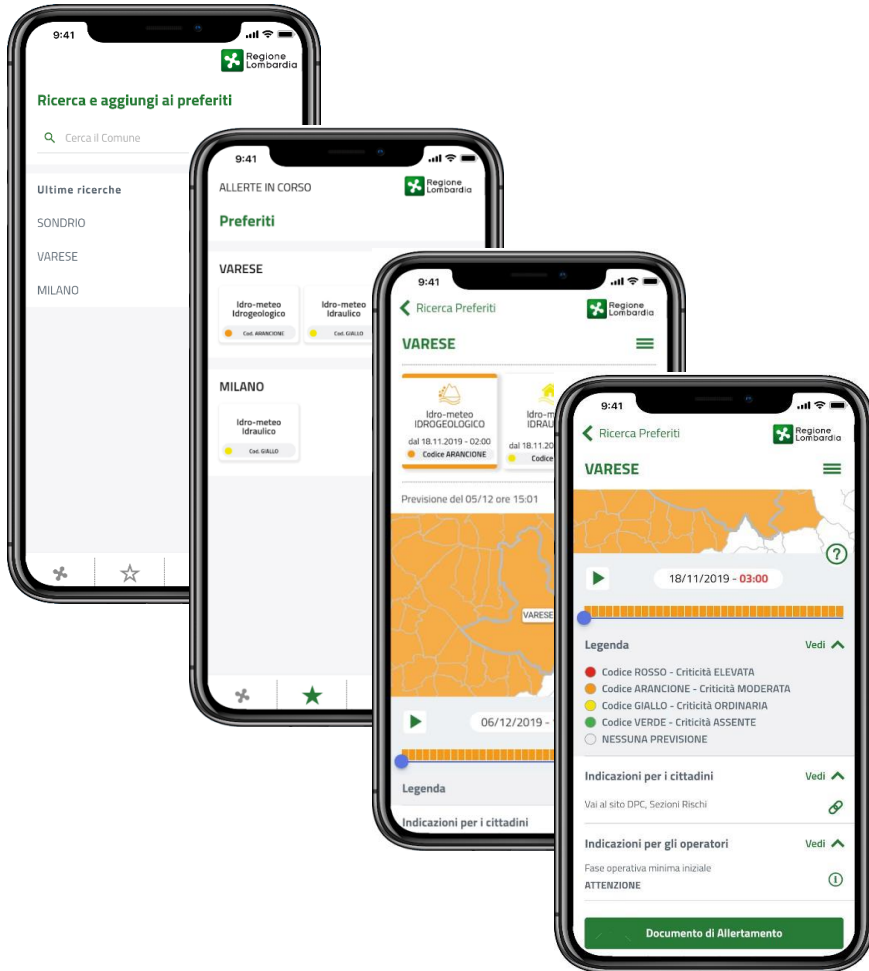 9:41
Regione
Lombardia
Ricerca e aggiungi ai preferiti
Cerca il Comune
Ultime ricerche
SONDRIO
VARESE
MILANO
9:41
ALLERTE IN CORSO
Regione
Lombardia
Preferiti
VARESE
Idro-meteo
Idrogeologico
Cod. ARANCIONE
Idro-meteo
Idraulico
Cod. GIALLO
MILANO
Idro-meteo
Idraulico
Cod. GIALLO
9:41
Ricerca Preferiti
Regione
Lombardia
VARESE
Idro-meteo
IDROGEOLOGICO
dal 18.11.2019 - 02:00
Codice ARANCIONE
Idro-m
IDRAU
dal 18.11.20
Codice
Previsione del 05/12 ore 15:01
VARESE
06/12/2019 -
Legenda
Indicazioni per i cittadini
9:41
Ricerca Preferiti
Regione
Lombardia
VARESE
?
18/11/2019 - 03:00
Legenda
Vedi
Codice ROSSO - Criticità ELEVATA
Codice ARANCIONE - Criticità MODERATA
Codice GIALLO - Criticità ORDINARIA
Codice VERDE - Criticità ASSENTE
NESSUNA PREVISIONE
Indicazioni per i cittadini
Vedi
Vai al sito DPC, Sezioni Rischi
Indicazioni per gli operatori
Vedi
Fase operativa minima iniziale
ATTENZIONE
Documento di Allertamento